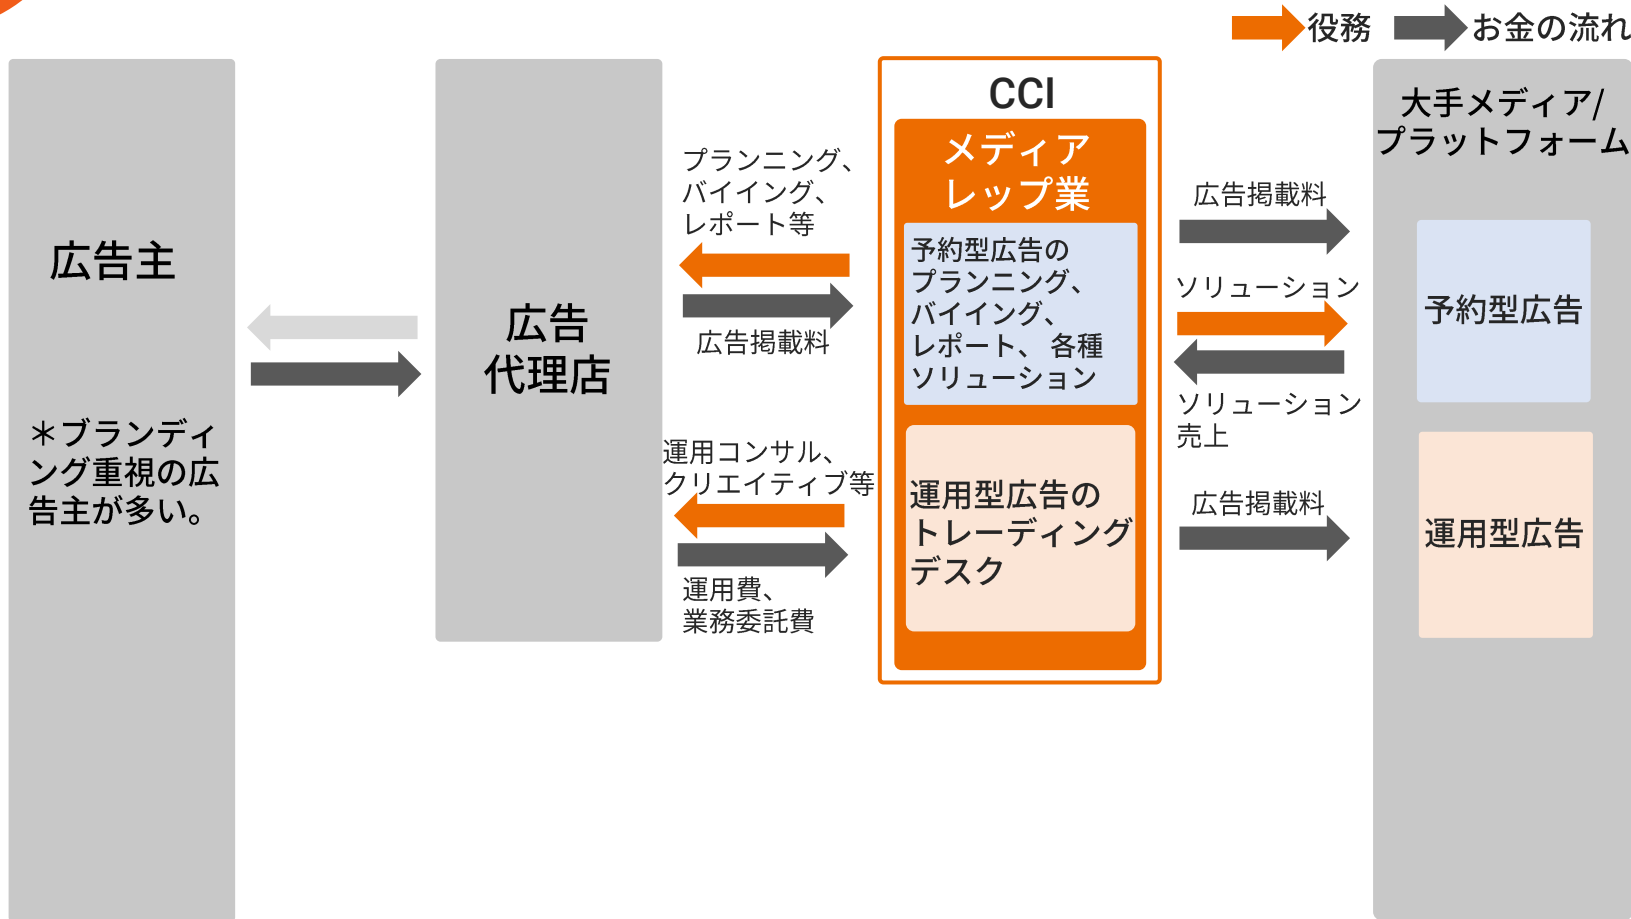 役務
お金の流れ
広告主
＊ブランディ
ング重視の広
告主が多い。
広告
代理店
プランニング、
バイイング、
レポート等
広告掲載料
運用コンサル、
クリエイティブ等
運用費、
業務委託費
CCI
メディア
レップ業
予約型広告の
プランニング、
バイイング、
レポート、 各種
ソリューション
運用型広告の
トレーディング
デスク
広告掲載料
ソリューション
ソリューション
売上
広告掲載料
大手メディア/
プラットフォーム
予約型広告
運用型広告